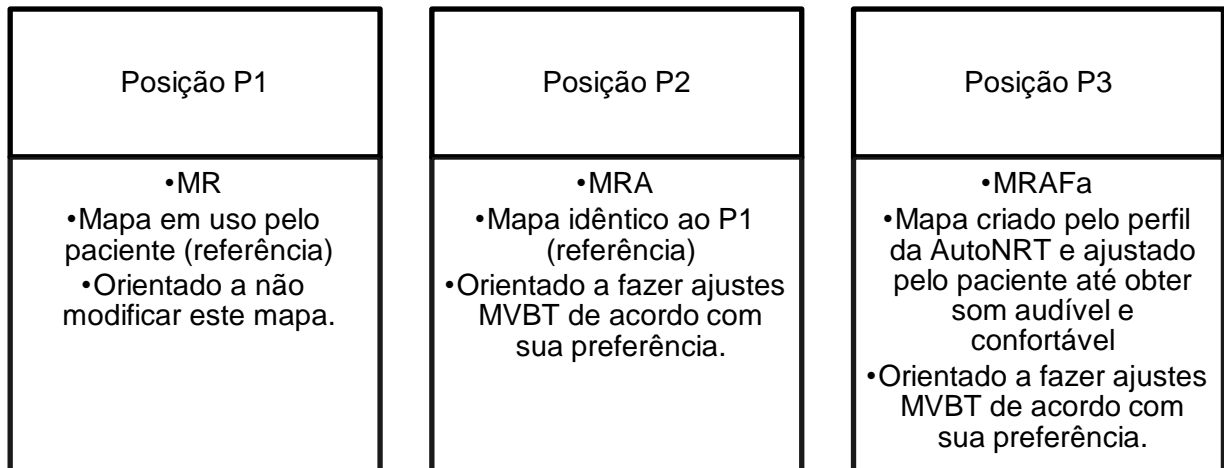 Posição P1
•MR
•Mapa em uso pelo
paciente (referência)
•Orientado a não
modificar este mapa.
Posição P2
•MRA
•Mapa idêntico ao P1
(referência)
•Orientado a fazer ajustes
MVBT de acordo com
sua preferência.
Posição P3
•MRAFa
•Mapa criado pelo perfil
da AutoNRT e ajustado
pelo paciente até obter
som audível e
confortável
•Orientado a fazer ajustes
MVBT de acordo com
sua preferência.